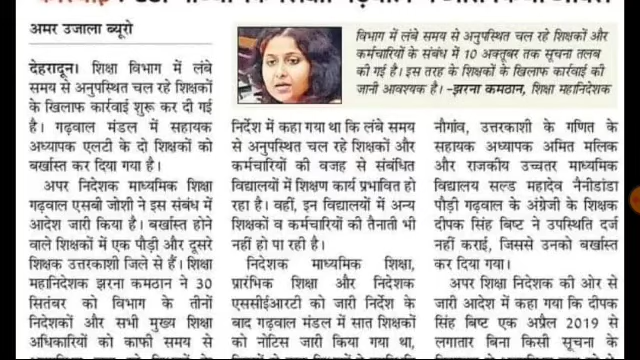 अमर उजाला ब्यूरो
देहरादून। शिक्षा विभाग में लंबे
समय से अनुपस्थित चल रहे शिक्षकों
के खिलाफ कार्रवाई शुरू कर दी गई
है। गढ़वाल मंडल में सहायक
अध्यापक एलटी के दो शिक्षकों को
बर्खास्त कर दिया गया है।
अपर निदेशक माध्यमिक शिक्षा
गढ़वाल एसबी जोशी ने इस संबंध में
आदेश जारी किया है। बर्खास्त होने
वाले शिक्षकों में एक पौड़ी और दूसरे
शिक्षक उत्तरकाशी जिले से हैं। शिक्षा
महानिदेशक झरना कमठान ने 30
सितंबर को विभाग के तीनों
निदेशकों और सभी मुख्य शिक्षा
अधिकारियों को काफी समय से
विभाग में लंबे समय से अनुपस्थित चल रहे शिक्षकों और
कर्मचारियों के संबंध में 10 अक्तूबर तक सूचना तलब
की गई है। इस तरह के शिक्षकों के खिलाफ कार्रवाई की
जानी आवश्यक है। -झरना कमठान, शिक्षा महानिदेशक
निर्देश में कहा गया था कि लंबे समय
से अनुपस्थित चल रहे शिक्षकों और
कर्मचारियों की वजह से संबंधित
विद्यालयों में शिक्षण कार्य प्रभावित हो
रहा है। वहीं, इन विद्यालयों में अन्य
शिक्षकों व कर्मचारियों की तैनाती भी
नहीं हो पा रही है।
निदेशक माध्यमिक शिक्षा,
प्रारंभिक शिक्षा और निदेशक
एससीईआरटी को जारी निर्देश के
बाद गढ़वाल मंडल में सात शिक्षकों
को नोटिस जारी किया गया था,
नौगांव, उत्तरकाशी के गणित के
सहायक अध्यापक अमित मलिक
और राजकीय उच्चतर माध्यमिक
विद्यालय सल्ड महादेव नैनीडांडा
पौड़ी गढ़वाल के अंग्रेजी के शिक्षक
दीपक सिंह बिष्ट ने उपस्थिति दर्ज
नहीं कराई, जिससे उनको बर्खास्त
कर दिया गया।
अपर शिक्षा निदेशक की ओर से
जारी आदेश में कहा गया कि दीपक
सिंह बिष्ट एक अप्रैल 2019 से
लगातार बिना किसी सूचना के